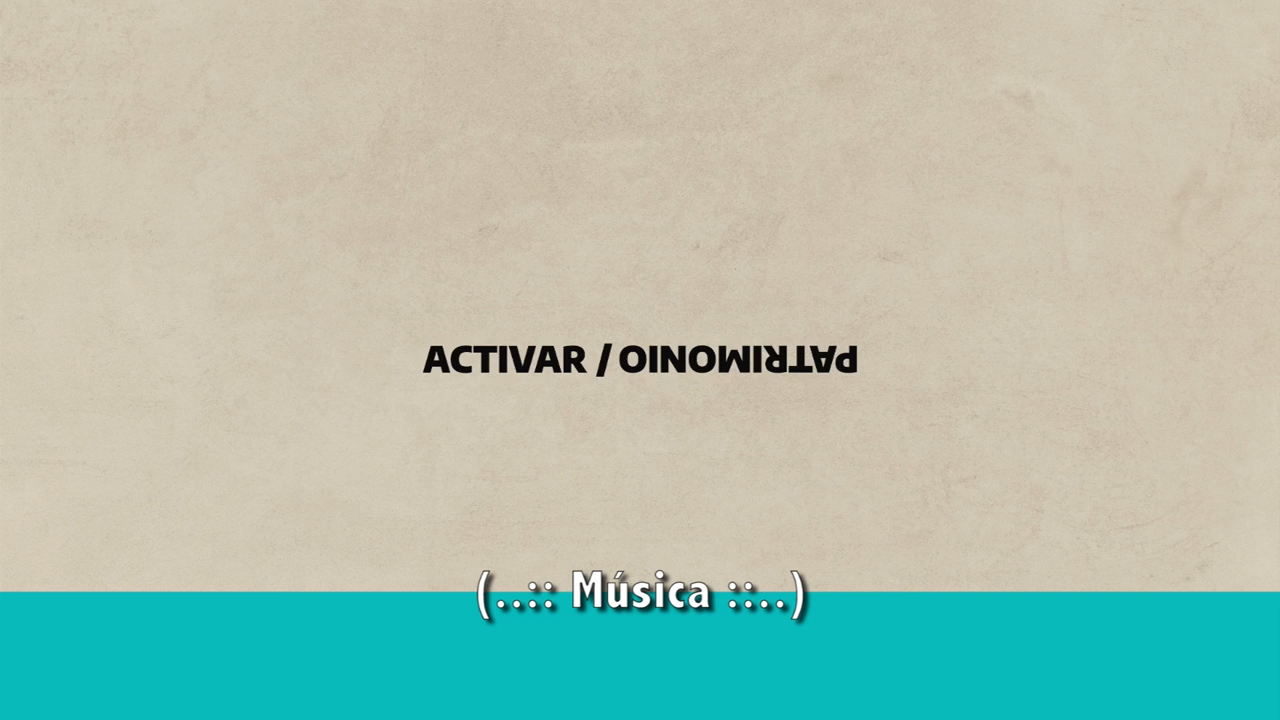 ACTIVAR / PATRIMONIO
(..:: Música ::..)